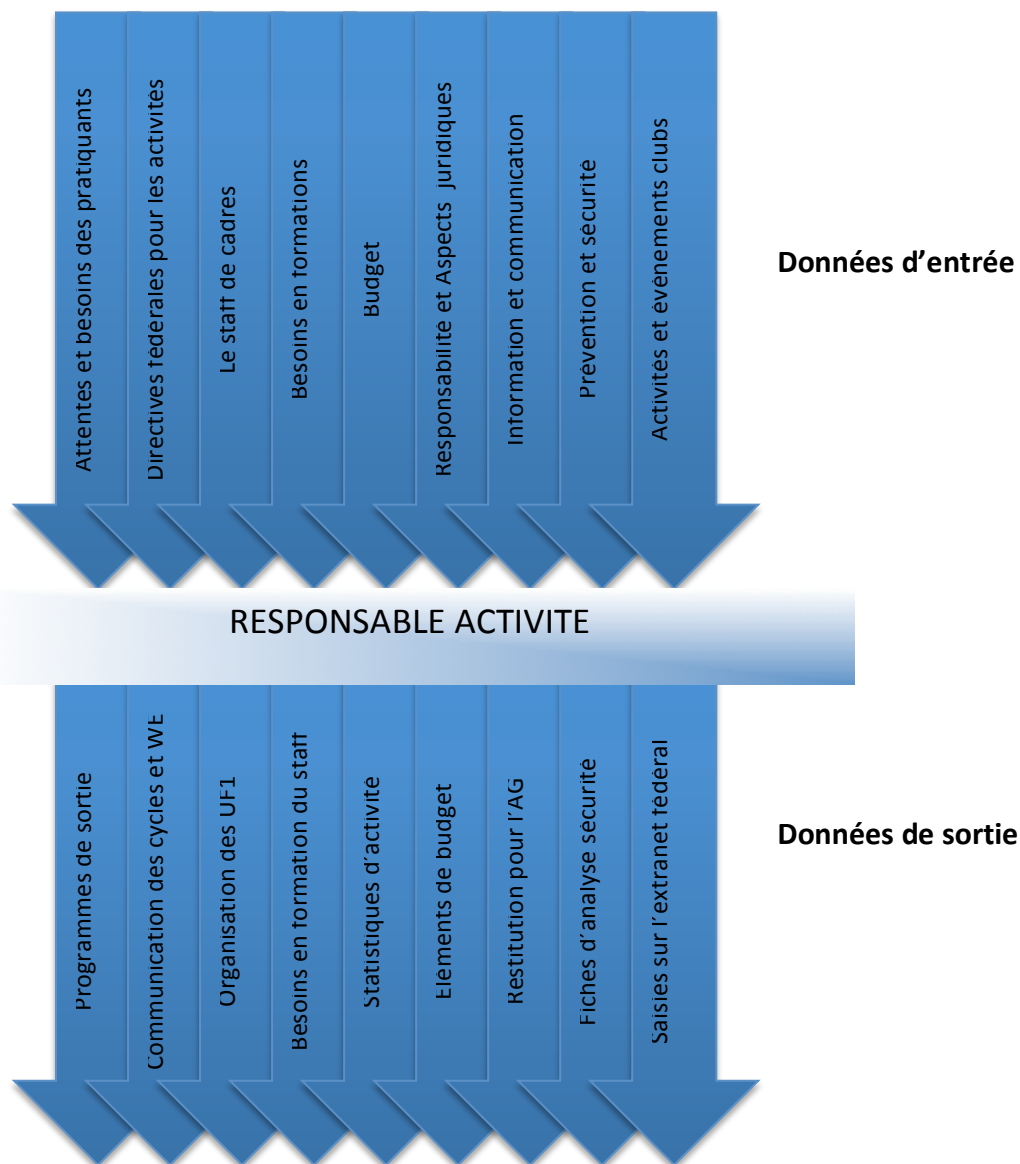 Attentes et besoins des pratiquants
Directives fédérales pour les activités
Le staff de cadres
Besoins en formations
Budget
Responsabilité et Aspects juridiques
Information et communication
Prévention et sécurité
Activités et événements clubs
Données d’entrée
RESPONSABLE ACTIVITE
Programmes de sortie
Communication des cycles et WE
Organisation des UF1
Besoins en formation du staff
Statistiques d’activité
Eléments de budget
Restitution pour l’AG
Fiches d’analyse sécurité
Saisies sur l’extranet fédéral
Données de sortie